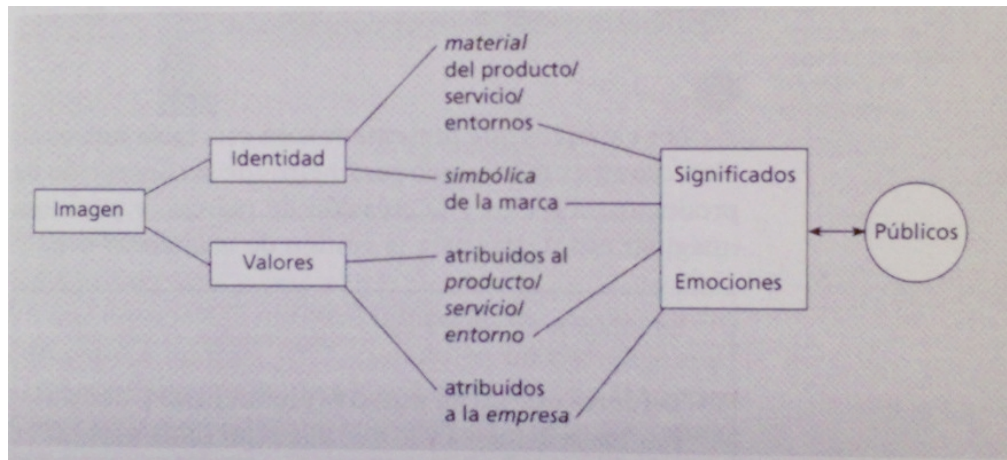 Imagen
Identidad
Valores
material
del producto/
servicio/
entornos
simbólica
de la marca
atribuidos al
producto/
servicio/
entorno
atribuidos
a la empresa
Significados
Emociones
Públicos